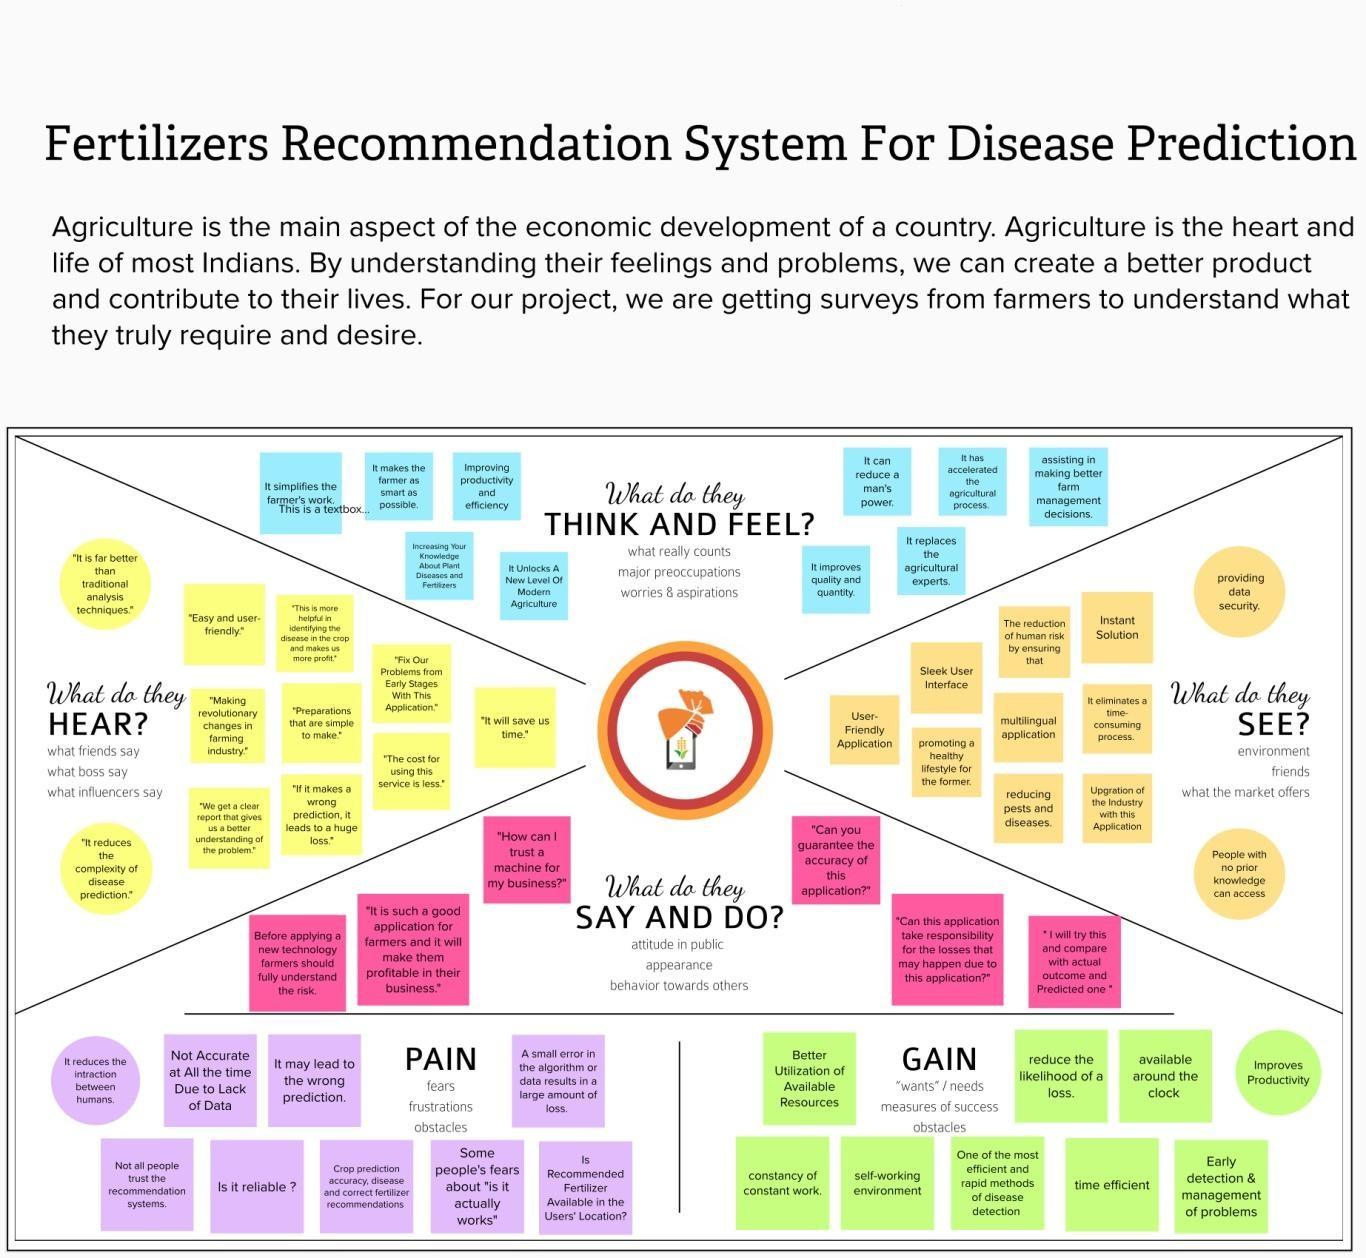 Fertilizers Recommendation System For Disease Prediction
Agriculture is the main aspect of the economic development of a country. Agriculture is the heart and
life of most Indians. By understanding their feelings and problems, we can create a better product
and contribute to their lives. For our project, we are getting surveys from farmers to understand what
they truly require and desire.
It simplifies the
farmer's work.
This is a textbox...
It makes the
farmer as
smart as
possible.
Improving
productivity
and
efficiency
Increasing Your
Knowledge
About Plant
Diseases and
Fertilizers
It Unlocks A
New Level Of
Modern
Agriculture
What do they
THINK AND FEEL?
what really counts
major preoccupations
worries & aspirations
It can
reduce a
man's
power.
It has
accelerated
the
agricultural
process.
assisting in
making better
farm
management
decisions.
It improves
quality and
quantity.
It replaces
the
agricultural
experts.
"It is far better
than
traditional
analysis
techniques."
"Easy and user-
friendly."
"This is more
helpful in
identifying the
disease in the crop
and makes us
more profit."
"Fix Our
Problems from
Early Stages
With This
Application."
What do they
HEAR?
what friends say
what boss say
what influencers say
"Making
revolutionary
changes in
farming
industry."
"Preparations
that are simple
to make."
"It will save us
time."
"The cost for
using this
service is less."
"We get a clear
report that gives
us a better
understanding of
the problem."
"If it makes a
wrong
prediction, it
leads to a huge
loss."
"It reduces
the
complexity of
disease
prediction."
providing
data
security.
The reduction
of human risk
by ensuring
that
Instant
Solution
Sleek User
Interface
User-
Friendly
Application
multilingual
application
It eliminates a
time-
consuming
process.
What do they
SEE?
environment
friends
what the market offers
promoting a
healthy
lifestyle for
the former.
reducing
pests and
diseases.
Upgration of
the Industry
with this
Application
People with
no prior
knowledge
can access
"How can I
trust a
machine for
my business?"
"Can you
guarantee the
accuracy of
this
application?"
What do they
SAY AND DO?
attitude in public
appearance
behavior towards others
Before applying a
new technology
farmers should
fully understand
the risk.
"It is such a good
application for
farmers and it will
make them
profitable in their
business."
"Can this application
take responsibility
for the losses that
may happen due to
this application?"
" I will try this
and compare
with actual
outcome and
Predicted one "
It reduces the
intraction
between
humans.
Not Accurate
at All the time
Due to Lack
of Data
It may lead to
the wrong
prediction.
PAIN
fears
frustrations
obstacles
A small error in
the algorithm or
data results in a
large amount of
loss.
Not all people
trust the
recommendation
systems.
Is it reliable ?
Crop prediction
accuracy, disease
and correct fertilizer
recommendations
Some
people's fears
about "is it
actually
works"
Is
Recommended
Fertilizer
Available in the
Users' Location?
Better
Utilization of
Available
Resources
GAIN
"wants" / needs
measures of success
obstacles
reduce the
likelihood of a
loss.
available
around the
clock
Improves
Productivity
constancy of
constant work.
self-working
environment
One of the most
efficient and
rapid methods
of disease
detection
time efficient
Early
detection &
management
of problems